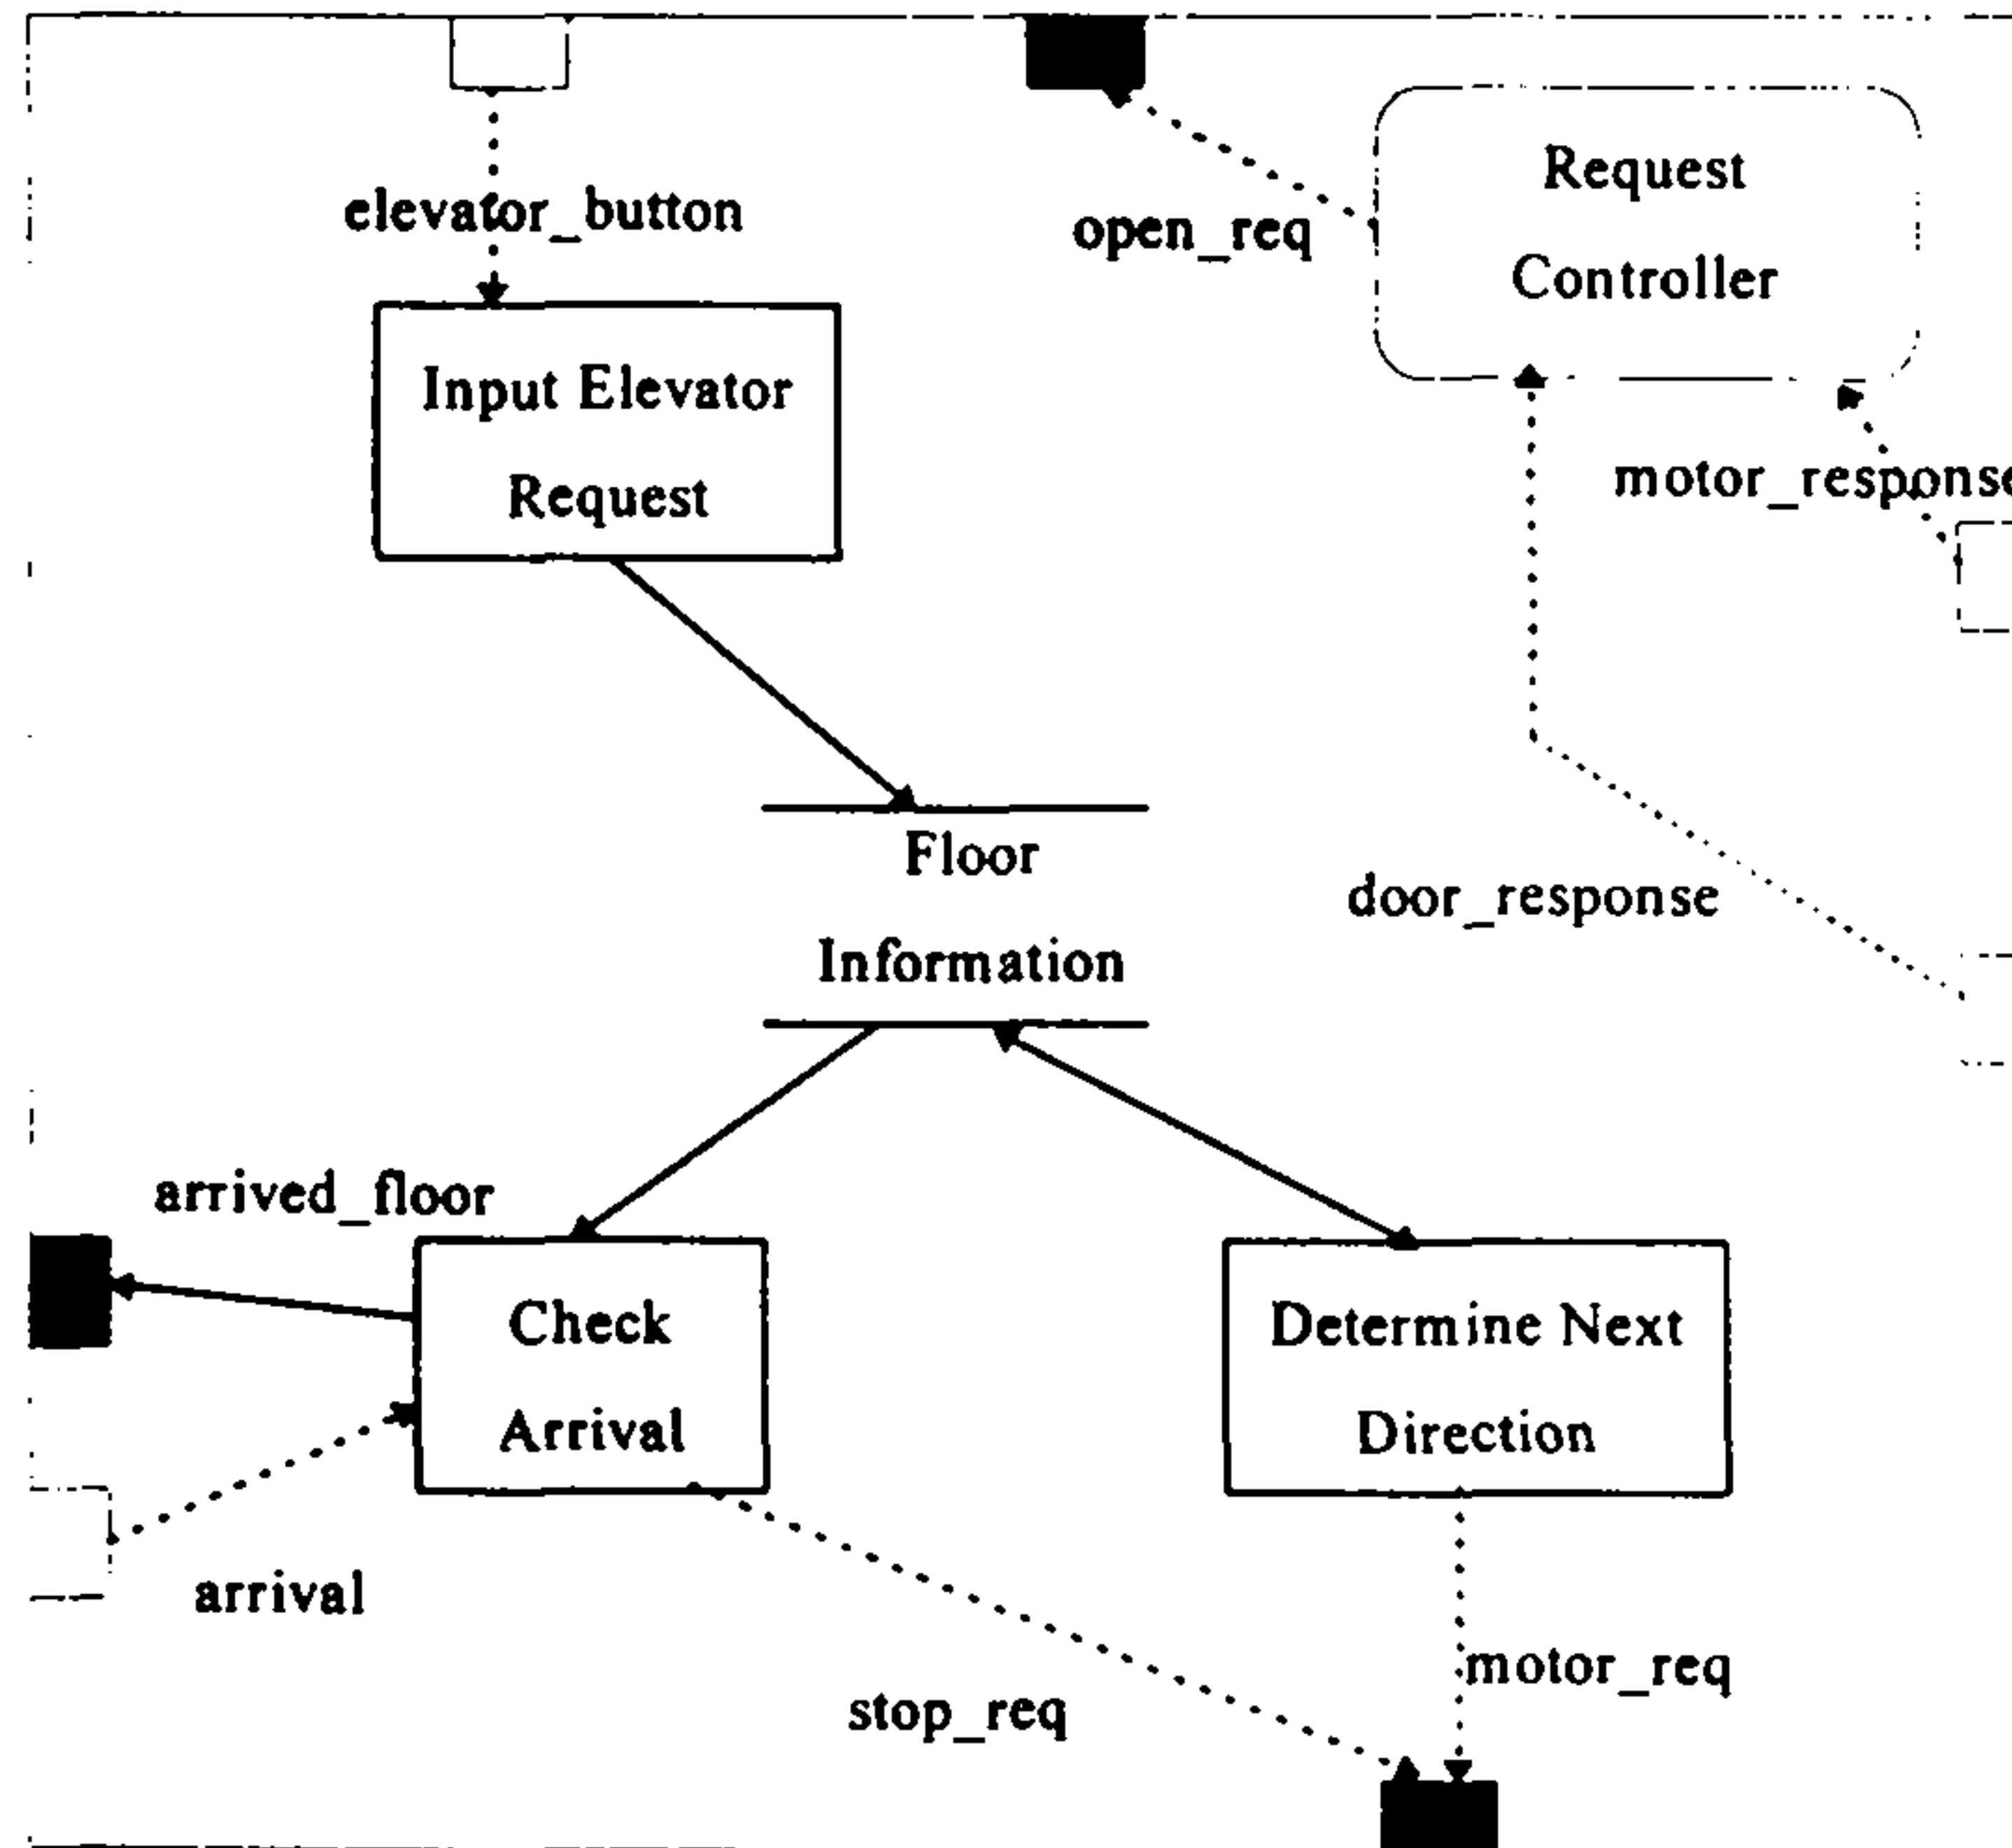 Request
Controller
elevator_button
open_req
Input Elevator
Request
motor_response
Floor
Information
door_response
arrived_floor
Check
Arrival
Determine Next
Direction
arrival
motor_req
stop_req